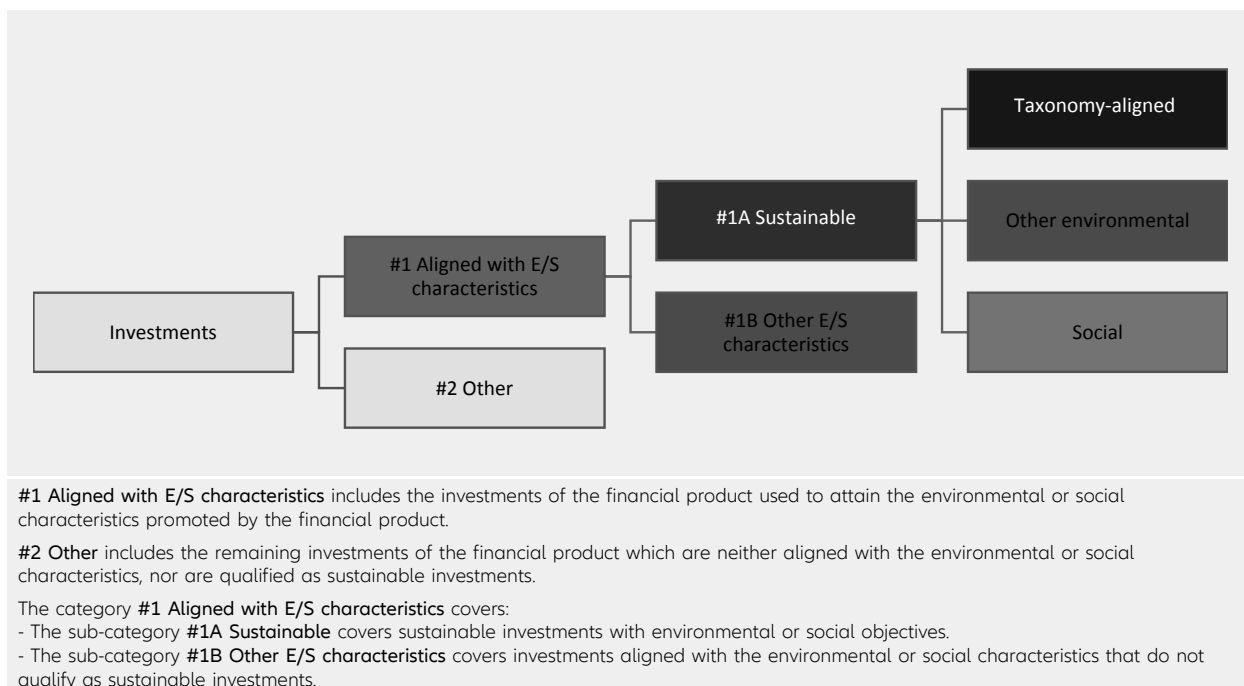 Taxonomy-aligned
#1A Sustainable
Other environmental
#1 Aligned with E/S
characteristics
Investments
#1B Other E/S
characteristics
Social
#2 Other
#1 Aligned with E/S characteristics includes the investments of the financial product used to attain the environmental or social
characteristics promoted by the financial product.
#2 Other includes the remaining investments of the financial product which are neither aligned with the environmental or social
characteristics, nor are qualified as sustainable investments.
The category #1 Aligned with E/S characteristics covers:
- The sub-category #1A Sustainable covers sustainable investments with environmental or social objectives.
- The sub-category #1B Other E/S characteristics covers investments aligned with the environmental or social characteristics that do not
qualify as sustainable investments.